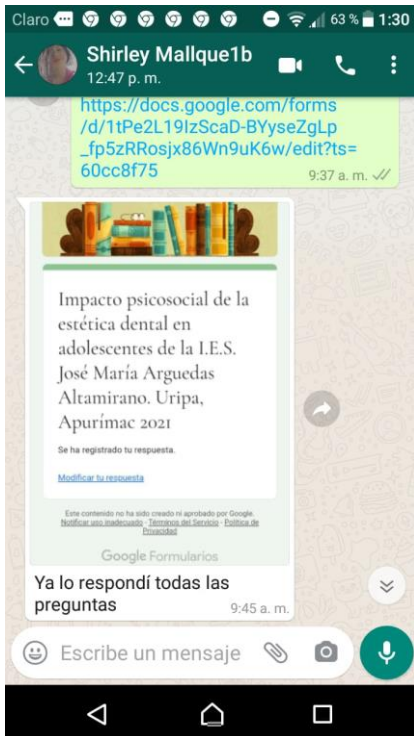 Claro 63 % 1:30
Shirley Mallque1b
12:47 p. m.
https://docs.google.com/forms
/d/1tPe2L19IzScaD-BYyseZgLp
_fp5zRRosjx86Wn9uK6w/edit?ts=
60cc8f75
9:37 a. m.
Impacto psicosocial de la
estética dental en
adolescentes de la I.E.S.
José María Arguedas
Altamirano. Uripa,
Apurímac 2021
Se ha registrado tu respuesta.
Modificar tu respuesta
Este contenido no ha sido creado ni aprobado por Google.
Notificar uso inadecuado - Términos del Servicio - Política de
Privacidad
Google Formularios
Ya lo respondí todas las
preguntas
9:45 a. m.
Escribe un mensaje